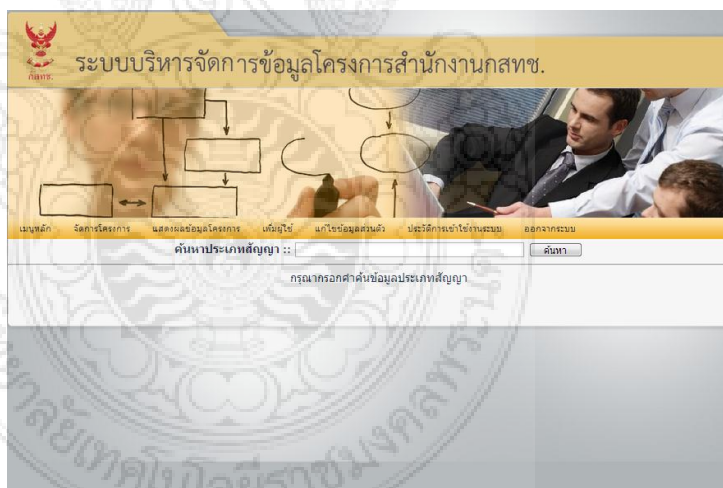 กสทช.
ระบบบริหารจัดการข้อมูลโครงการสำนักงานกสทช.
เมนูหลัก จัดการโครงการ แสดงผลข้อมูลโครงการ เพิ่มผู้ใช้ แก้ไขข้อมูลส่วนตัว ประวัติการเข้าใช้งานระบบ ออกจากระบบ
ค้นหาประเภทสัญญา :: ค้นหา
กรุณากรอกคำค้นข้อมูลประเภทสัญญา